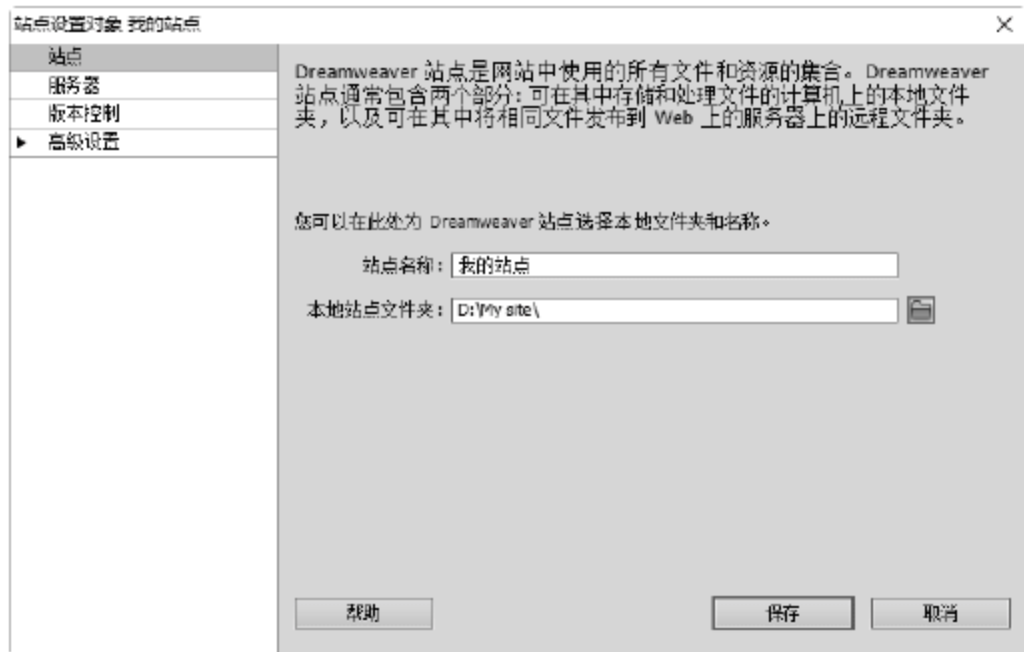 站点设置对象 我的站点
站点
服务器
版本控制
高级设置
Dreamweaver 站点是网站中使用的所有文件和资源的集合。Dreamweaver
站点通常包含两个部分: 可在其中存储和处理文件的计算机上的本地文件
夹，以及可在其中将相同文件发布到 Web 上的服务器上的远程文件夹。
您可以在此处为 Dreamweaver 站点选择本地文件夹和名称。
站点名称: 我的站点
本地站点文件夹: D:\My site\
帮助 保存 取消